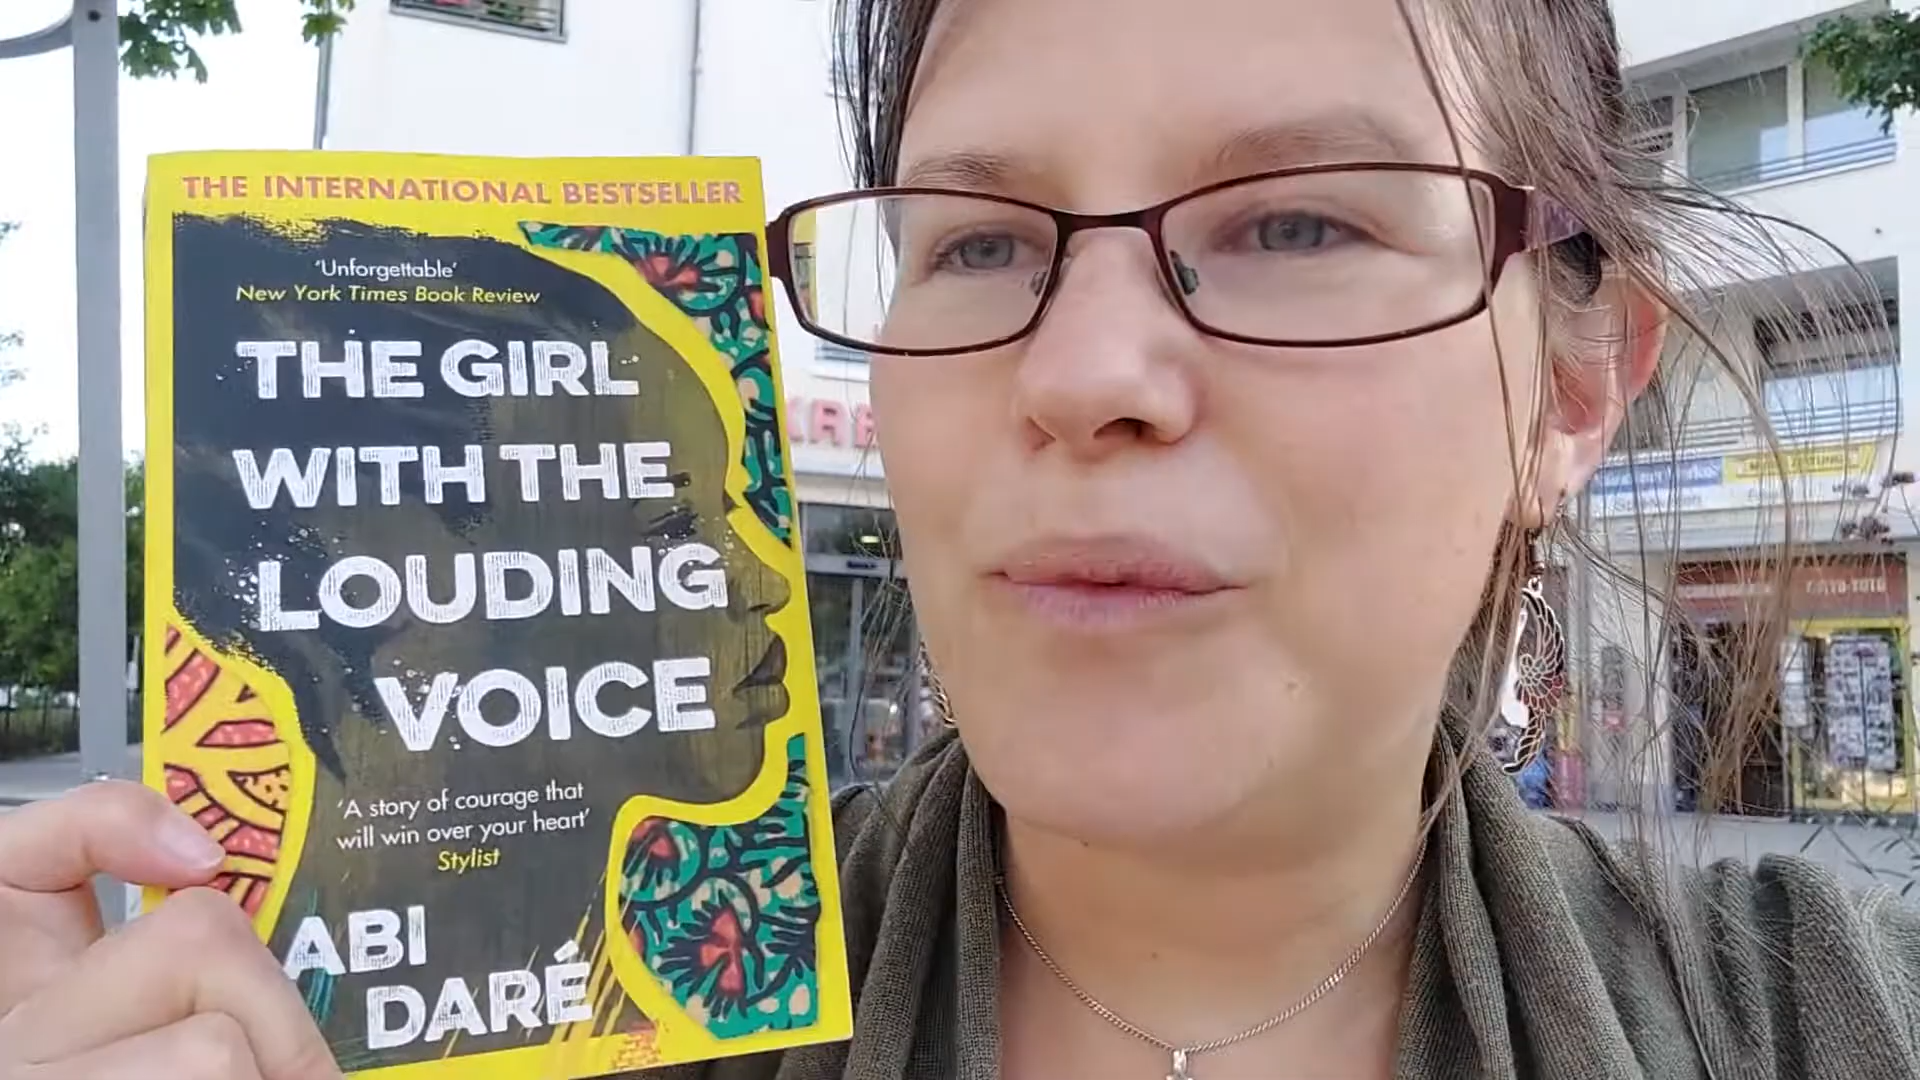 THE INTERNATIONAL BESTSELLER
'Unforgettable'
New York Times Book Review
THE GIRL
WITH THE
LOUDING
VOICE
'A story of courage that
will win over your heart'
Stylist
ABI
DARÉ